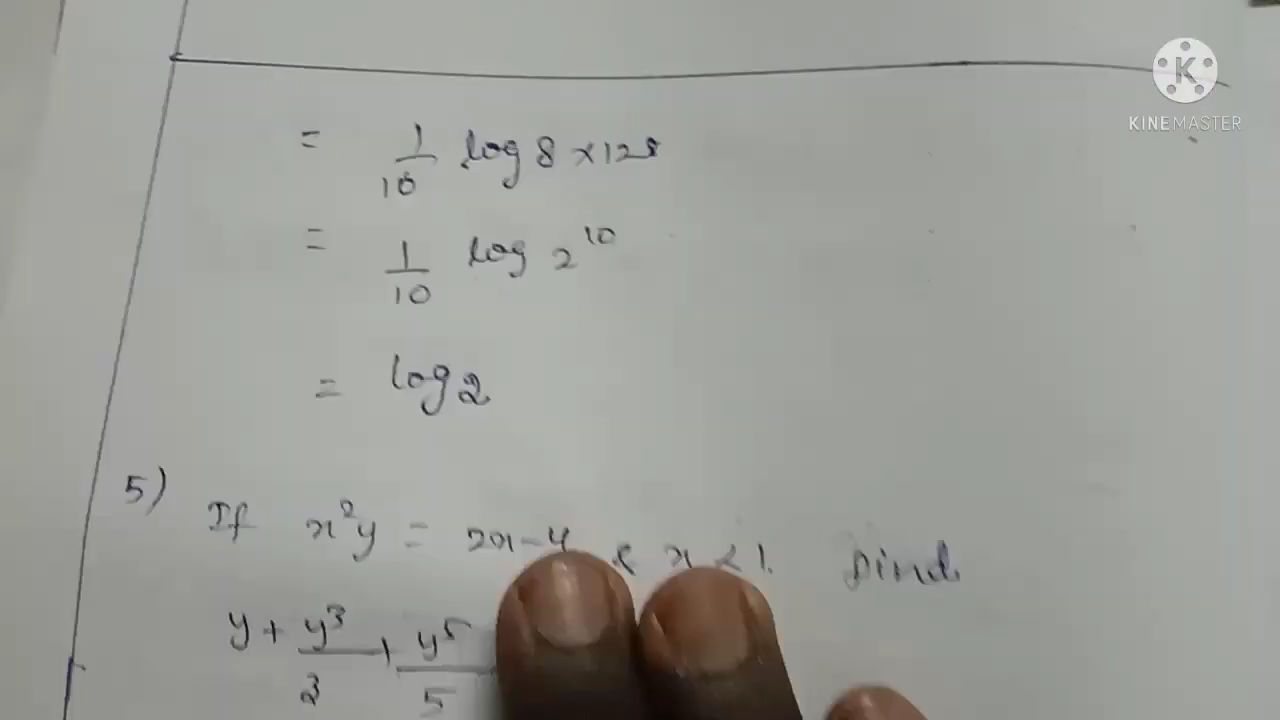 KINEMASTER
= 1/10 log 8 × 128
= 1/10 log 2^10
= log 2
5) If x²y = 2x - y & x < 1. Find
y + y³/3 + y⁵/5